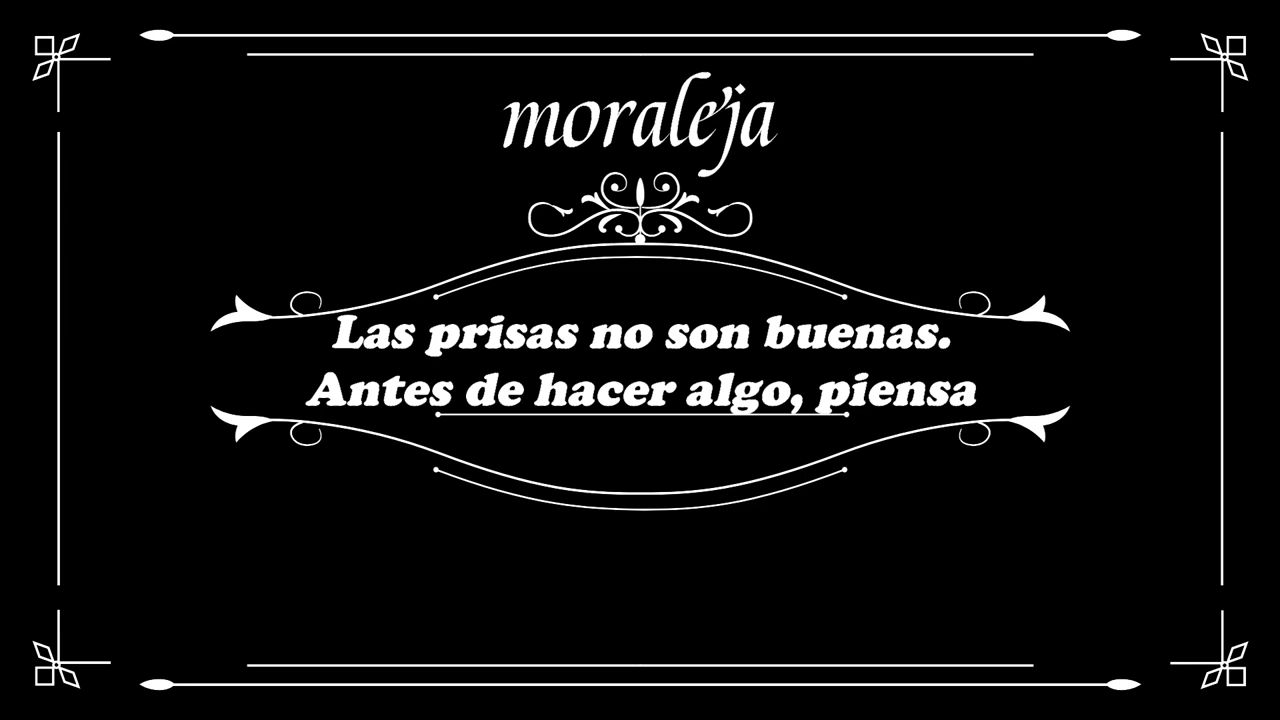 moraleja
Las prisas no son buenas.
Antes de hacer algo, piensa